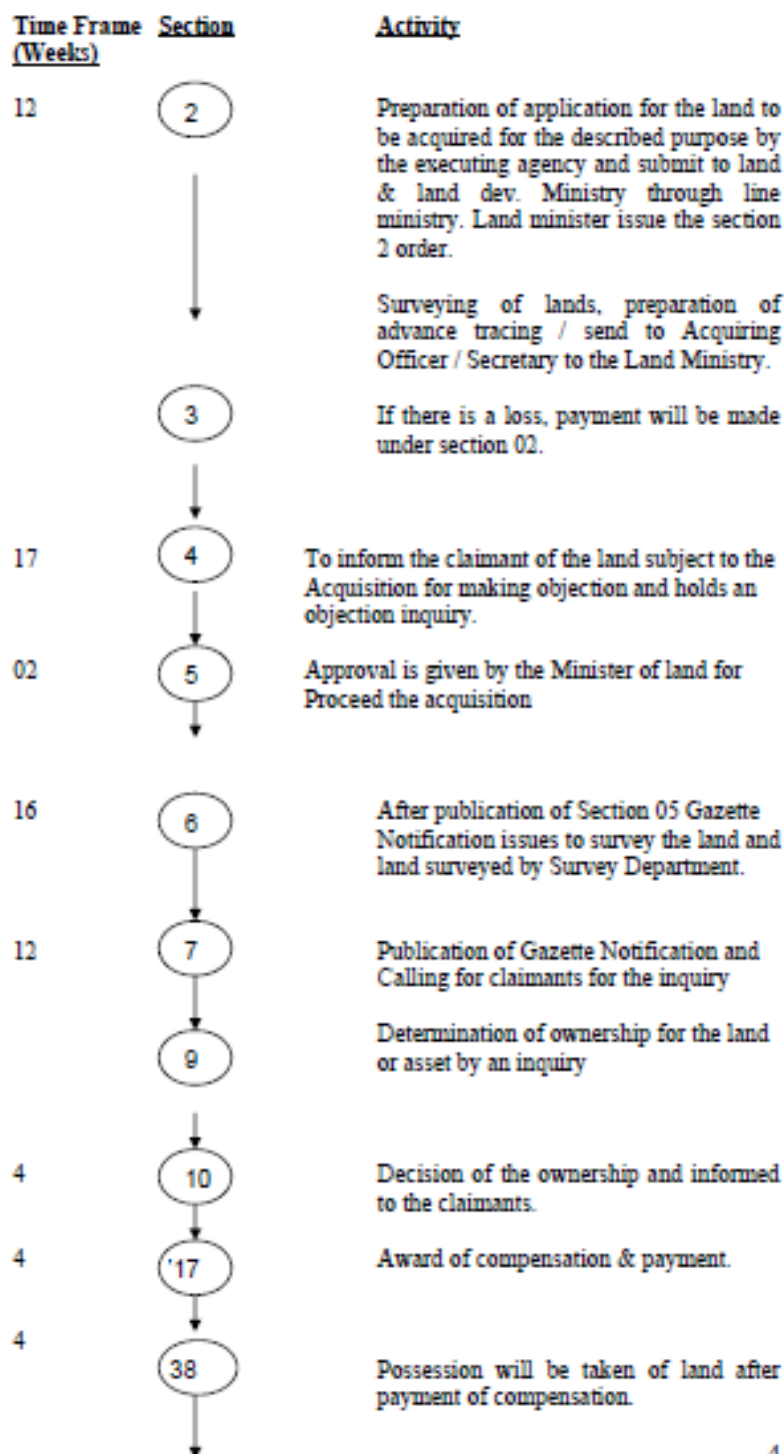 Time Frame Section Activity
(Weeks)
12 2 Preparation of application for the land to
be acquired for the described purpose by
the executing agency and submit to land
& land dev. Ministry through line
ministry. Land minister issue the section
2 order.
Surveying of lands, preparation of
advance tracing / send to Acquiring
Officer / Secretary to the Land Ministry.
3 If there is a loss, payment will be made
under section 02.
17 4 To inform the claimant of the land subject to the
Acquisition for making objection and holds an
objection inquiry.
02 5 Approval is given by the Minister of land for
Proceed the acquisition
16 6 After publication of Section 05 Gazette
Notification issues to survey the land and
land surveyed by Survey Department.
12 7 Publication of Gazette Notification and
Calling for claimants for the inquiry
9 Determination of ownership for the land
or asset by an inquiry
4 10 Decision of the ownership and informed
to the claimants.
4 '17 Award of compensation & payment.
4
38 Possession will be taken of land after
payment of compensation.